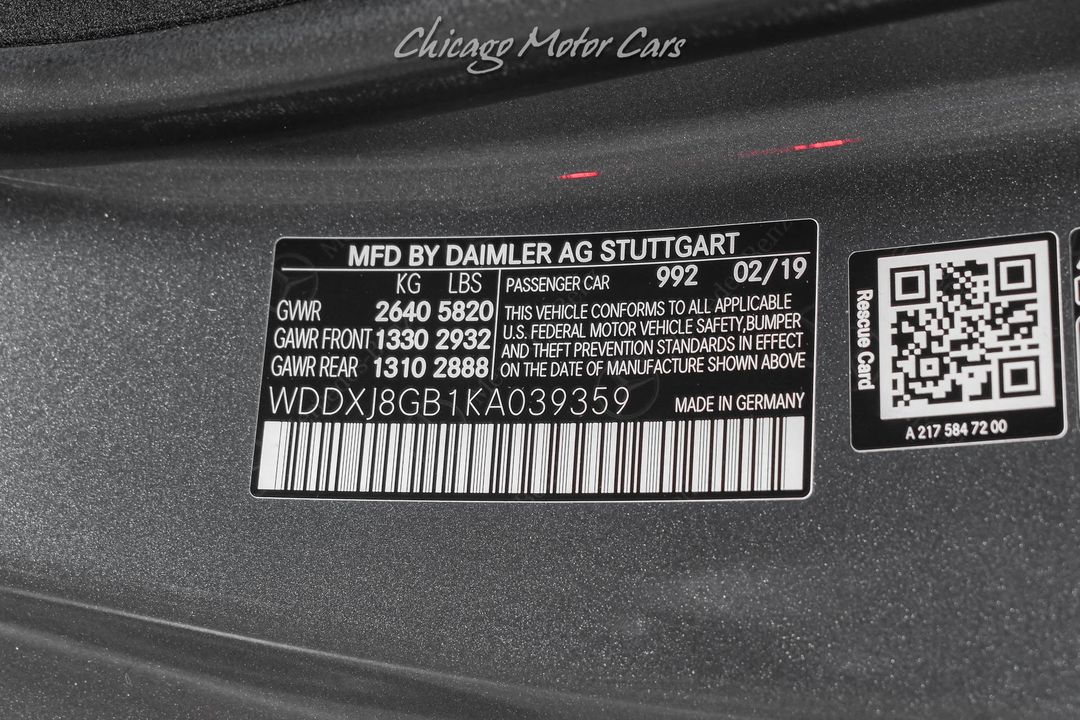 Chicago Motor Cars
MFD BY DAIMLER AG STUTTGART
KG LBS
GVWR 2640 5820
GAWR FRONT 1330 2932
GAWR REAR 1310 2888
PASSENGER CAR 992 02/19
THIS VEHICLE CONFORMS TO ALL APPLICABLE
U.S. FEDERAL MOTOR VEHICLE SAFETY,BUMPER
AND THEFT PREVENTION STANDARDS IN EFFECT
ON THE DATE OF MANUFACTURE SHOWN ABOVE
WDDXJ8GB1KA039359 MADE IN GERMANY
Rescue Card
A 217 584 72 00